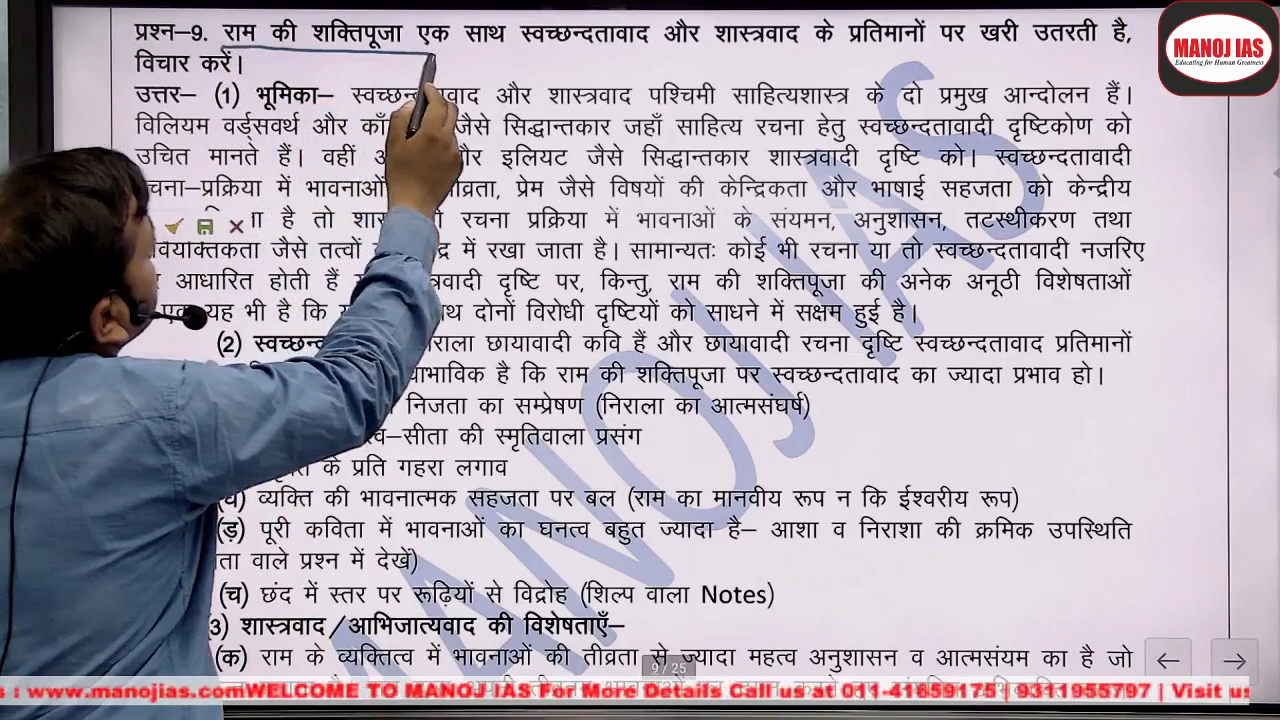 प्रश्न–9. राम की शक्तिपूजा एक साथ स्वच्छन्दतावाद और शास्त्रवाद के प्रतिमानों पर खरी उतरती है,
विचार करें।
उत्तर– (1) भूमिका– और शास्त्रवाद पश्चिमी साहित्यशास्त्र के दो प्रमुख आन्दोलन हैं।
विलियम वर्ड्सवर्थ और जैसे सिद्धान्तकार जहाँ साहित्य रचना हेतु स्वच्छन्दतावादी दृष्टिकोण को
उचित मानते हैं। वहीं और इलियट जैसे सिद्धान्तकार शास्त्रवादी दृष्टि को। स्वच्छन्दतावादी
में भावनाओं प्रेम जैसे विषयों की केन्द्रिकता और भाषाई सहजता को केन्द्रीय
है तो रचना प्रक्रिया में भावनाओं के संयमन, अनुशासन, तटस्थीकरण तथा
जैसे तत्वों में रखा जाता है। सामान्यतः कोई भी रचना या तो स्वच्छन्दतावादी नजरिए
आधारित होती हैं दृष्टि पर, किन्तु, राम की शक्तिपूजा की अनेक अनूठी विशेषताओं
यह भी है कि दोनों विरोधी दृष्टियों को साधने में सक्षम हुई है।
(2) छायावादी कवि हैं और छायावादी रचना दृष्टि स्वच्छन्दतावाद प्रतिमानों
है कि राम की शक्तिपूजा पर स्वच्छन्दतावाद का ज्यादा प्रभाव हो।
निजता का सम्प्रेषण (निराला का आत्मसंघर्ष)
सीता की स्मृतिवाला प्रसंग
के प्रति गहरा लगाव
व्यक्ति की भावनात्मक सहजता पर बल (राम का मानवीय रूप न कि ईश्वरीय रूप)
(ड़) पूरी कविता में भावनाओं का घनत्व बहुत ज्यादा है– आशा व निराशा की क्रमिक उपस्थिति
वाले प्रश्न में देखें)
(च) छंद में स्तर पर रूढ़ियों से विद्रोह (शिल्प वाला Notes)
3) शास्त्रवाद/आभिजात्यवाद की विशेषताएँ–
(क) राम के व्यक्तित्व में भावनाओं की तीव्रता से ज्यादा महत्व अनुशासन व आत्मसंयम का है जो
9 / 25
MANOJ IAS
MANOJ IAS
Educating for Human Greatness
s : www.manojias.comWELCOME TO MANOJ IAS For More Details Call us at 011-41659175 | 9311955797 | Visit us